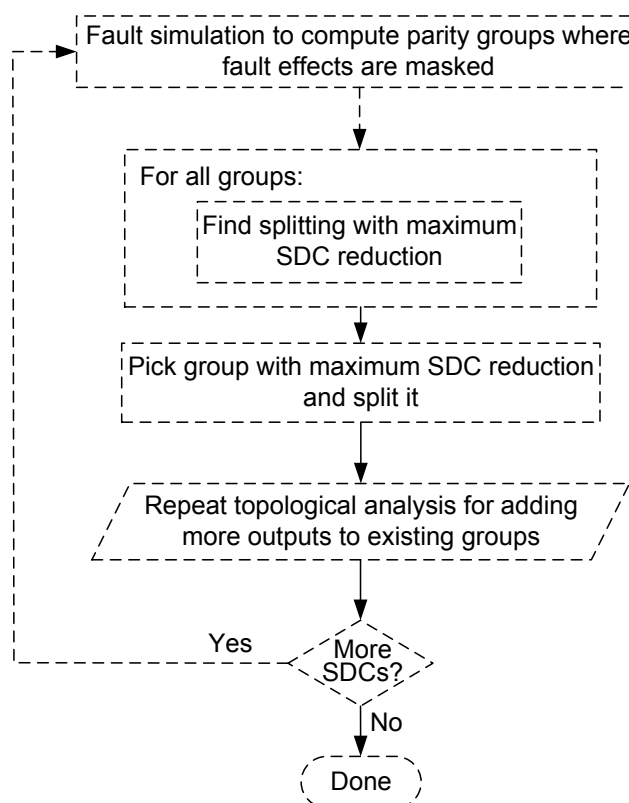 Fault simulation to compute parity groups where
fault effects are masked
For all groups:
Find splitting with maximum
SDC reduction
Pick group with maximum SDC reduction
and split it
Repeat topological analysis for adding
more outputs to existing groups
Yes
More
SDCs?
No
Done